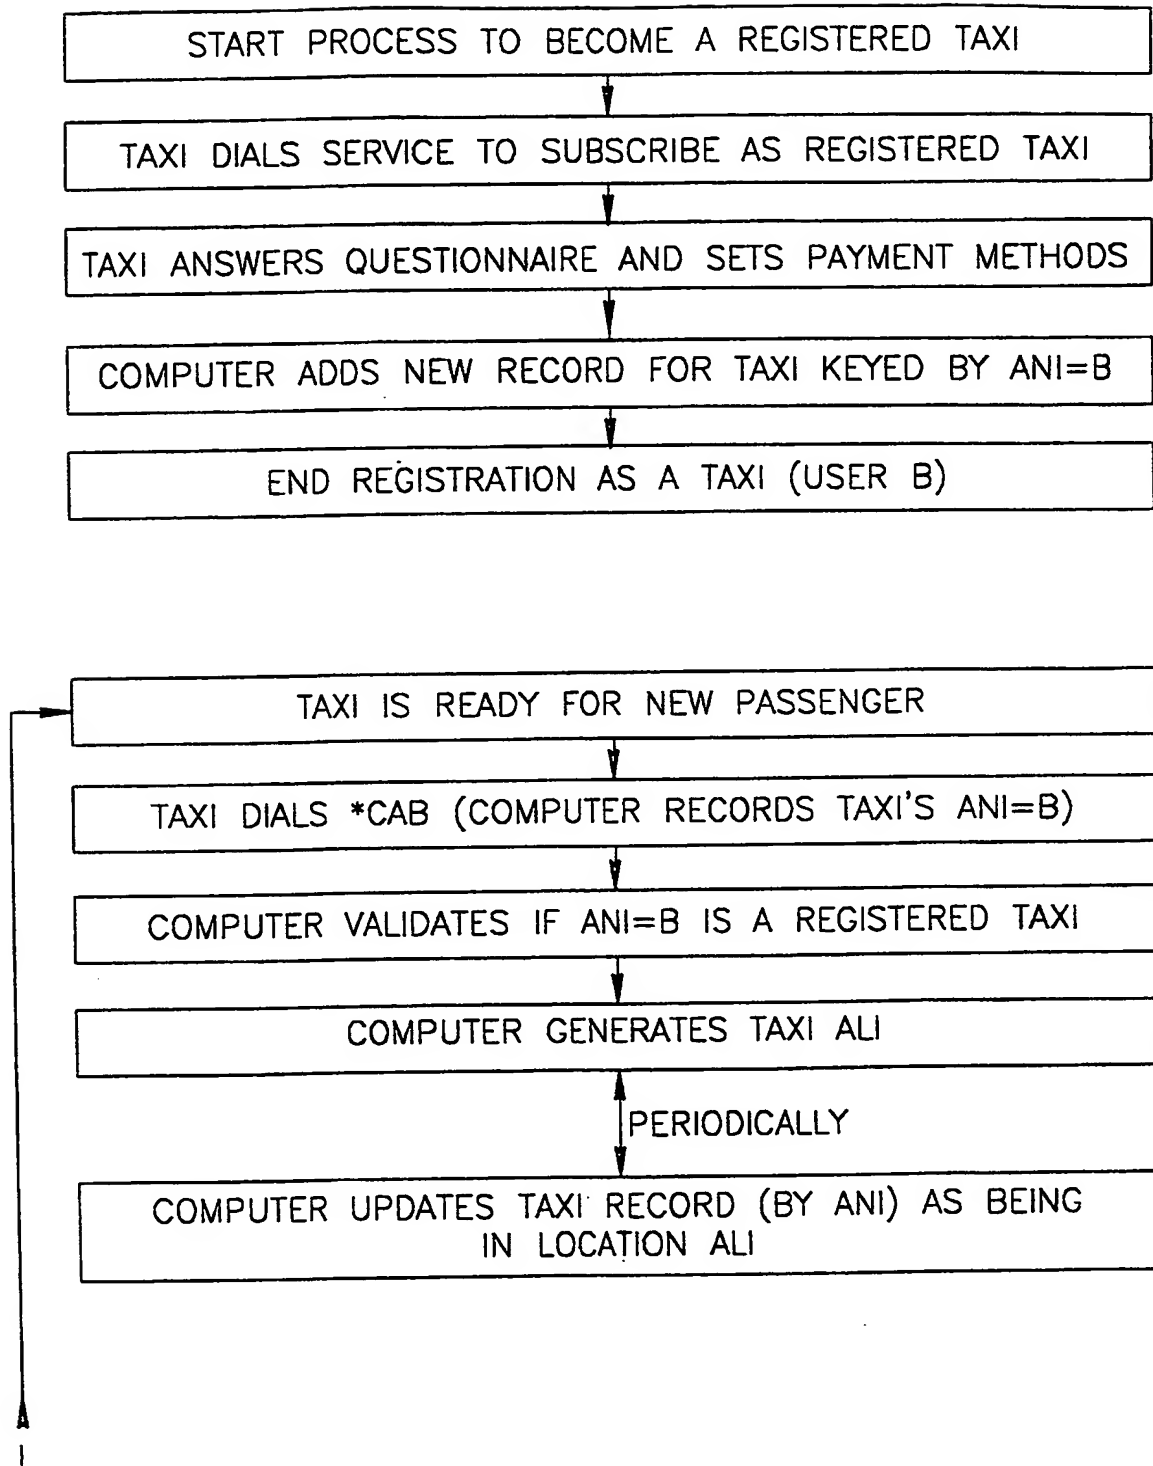 START PROCESS TO BECOME A REGISTERED TAXI
TAXI DIALS SERVICE TO SUBSCRIBE AS REGISTERED TAXI
TAXI ANSWERS QUESTIONNAIRE AND SETS PAYMENT METHODS
COMPUTER ADDS NEW RECORD FOR TAXI KEYED BY ANI=B
END REGISTRATION AS A TAXI (USER B)
TAXI IS READY FOR NEW PASSENGER
TAXI DIALS *CAB (COMPUTER RECORDS TAXI'S ANI=B)
COMPUTER VALIDATES IF ANI=B IS A REGISTERED TAXI
COMPUTER GENERATES TAXI ALI
PERIODICALLY
COMPUTER UPDATES TAXI RECORD (BY ANI) AS BEING
IN LOCATION ALI